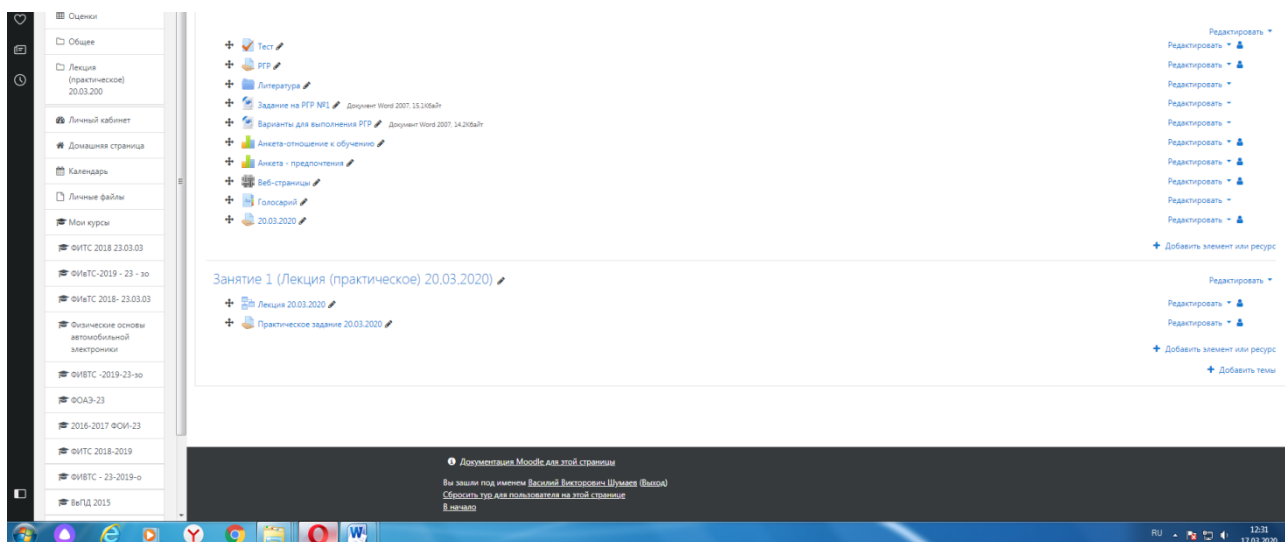 Оценки
Общее
Лекция
(практическое)
20.03.200
Личный кабинет
Домашняя страница
Календарь
Личные файлы
Мои курсы
ФИТС 2018 23.03.03
ФИвТС-2019 - 23 - зо
ФИвТС 2018- 23.03.03
Физические основы
автомобильной
электроники
ФИВТС -2019-23-зо
ФОАЭ-23
2016-2017 ФОИ-23
ФИТС 2018-2019
ФИВТС - 23-2019-о
ВвПД 2015
Редактировать
Тест Редактировать
РГР Редактировать
Литература Редактировать
Задание на РГР №1 Документ Word 2007, 15.1Кбайт Редактировать
Варианты для выполнения РГР Документ Word 2007, 14.2Кбайт Редактировать
Анкета-отношение к обучению Редактировать
Анкета - предпочтения Редактировать
Веб-страницы Редактировать
Голосарий Редактировать
20.03.2020 Редактировать
Добавить элемент или ресурс
Занятие 1 (Лекция (практическое) 20.03.2020) Редактировать
Лекция 20.03.2020 Редактировать
Практическое задание 20.03.2020 Редактировать
Добавить элемент или ресурс
Добавить темы
Документация Moodle для этой страницы
Вы зашли под именем Василий Викторович Шумаев (Выход)
Сбросить тур для пользователя на этой странице
В начало
RU 12:31
17.03.2020